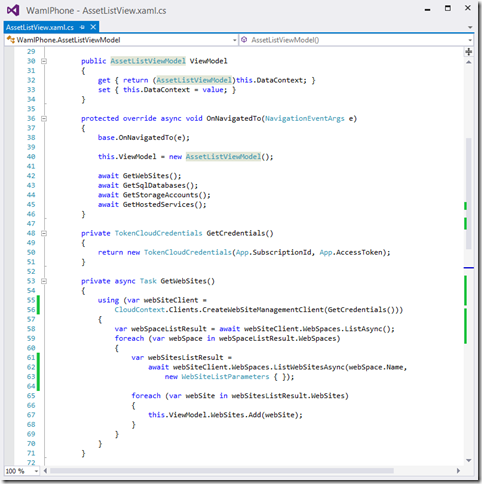 WamlPhone - AssetListView.xaml.cs
AssetListView.xaml.cs
WamlPhone.AssetListViewModel AssetListViewModel()
29
30 public AssetListViewModel ViewModel
31 {
32 get { return (AssetListViewModel)this.DataContext; }
33 set { this.DataContext = value; }
34 }
35
36 protected override async void OnNavigatedTo(NavigationEventArgs e)
37 {
38 base.OnNavigatedTo(e);
39
40 this.ViewModel = new AssetListViewModel();
41
42 await GetWebSites();
43 await GetSqlDatabases();
44 await GetStorageAccounts();
45 await GetHostedServices();
46 }
47
48 private TokenCloudCredentials GetCredentials()
49 {
50 return new TokenCloudCredentials(App.SubscriptionId, App.AccessToken);
51 }
52
53 private async Task GetWebSites()
54 {
55 using (var webSiteClient =
56 CloudContext.Clients.CreateWebSiteManagementClient(GetCredentials()))
57 {
58 var webSpaceListResult = await webSiteClient.WebSpaces.ListAsync();
59 foreach (var webSpace in webSpaceListResult.WebSpaces)
60 {
61 var webSitesListResult =
62 await webSiteClient.WebSpaces.ListWebSitesAsync(webSpace.Name,
63 new WebSiteListParameters { });
64
65 foreach (var webSite in webSitesListResult.WebSites)
66 {
67 this.ViewModel.WebSites.Add(webSite);
68 }
69 }
70 }
71 }
72
100 %